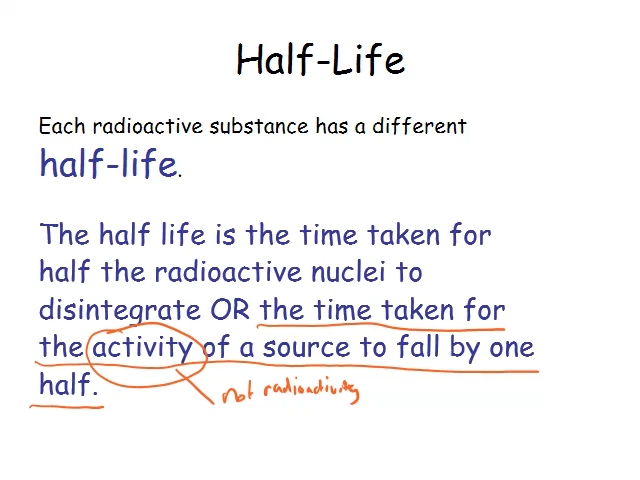 Half-Life
Each radioactive substance has a different
half-life.
The half life is the time taken for
half the radioactive nuclei to
disintegrate OR the time taken for
the activity of a source to fall by one
half.
not radioactivity